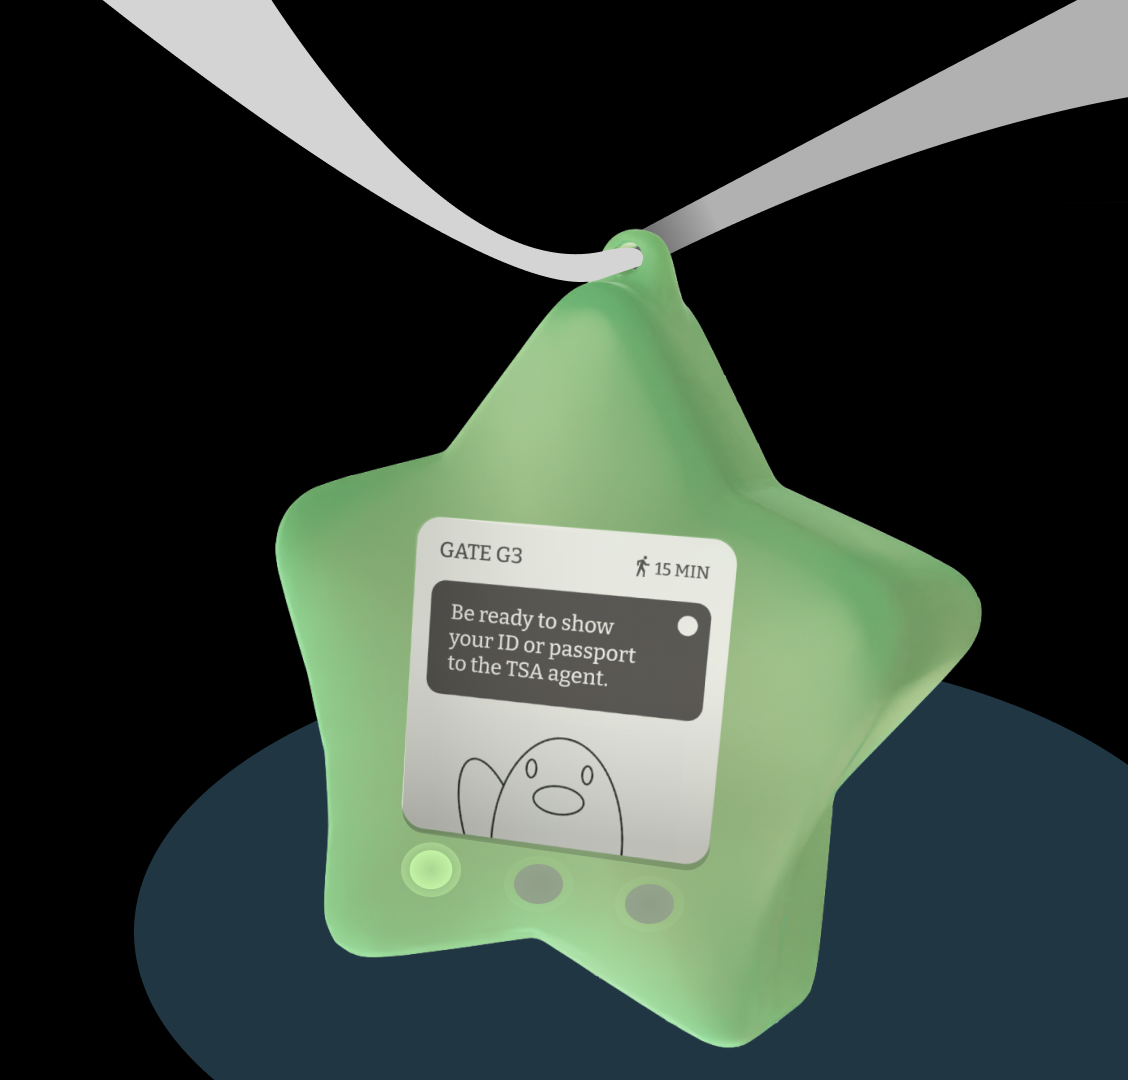 GATE G3
15 MIN
Be ready to show
your ID or passport
to the TSA agent.